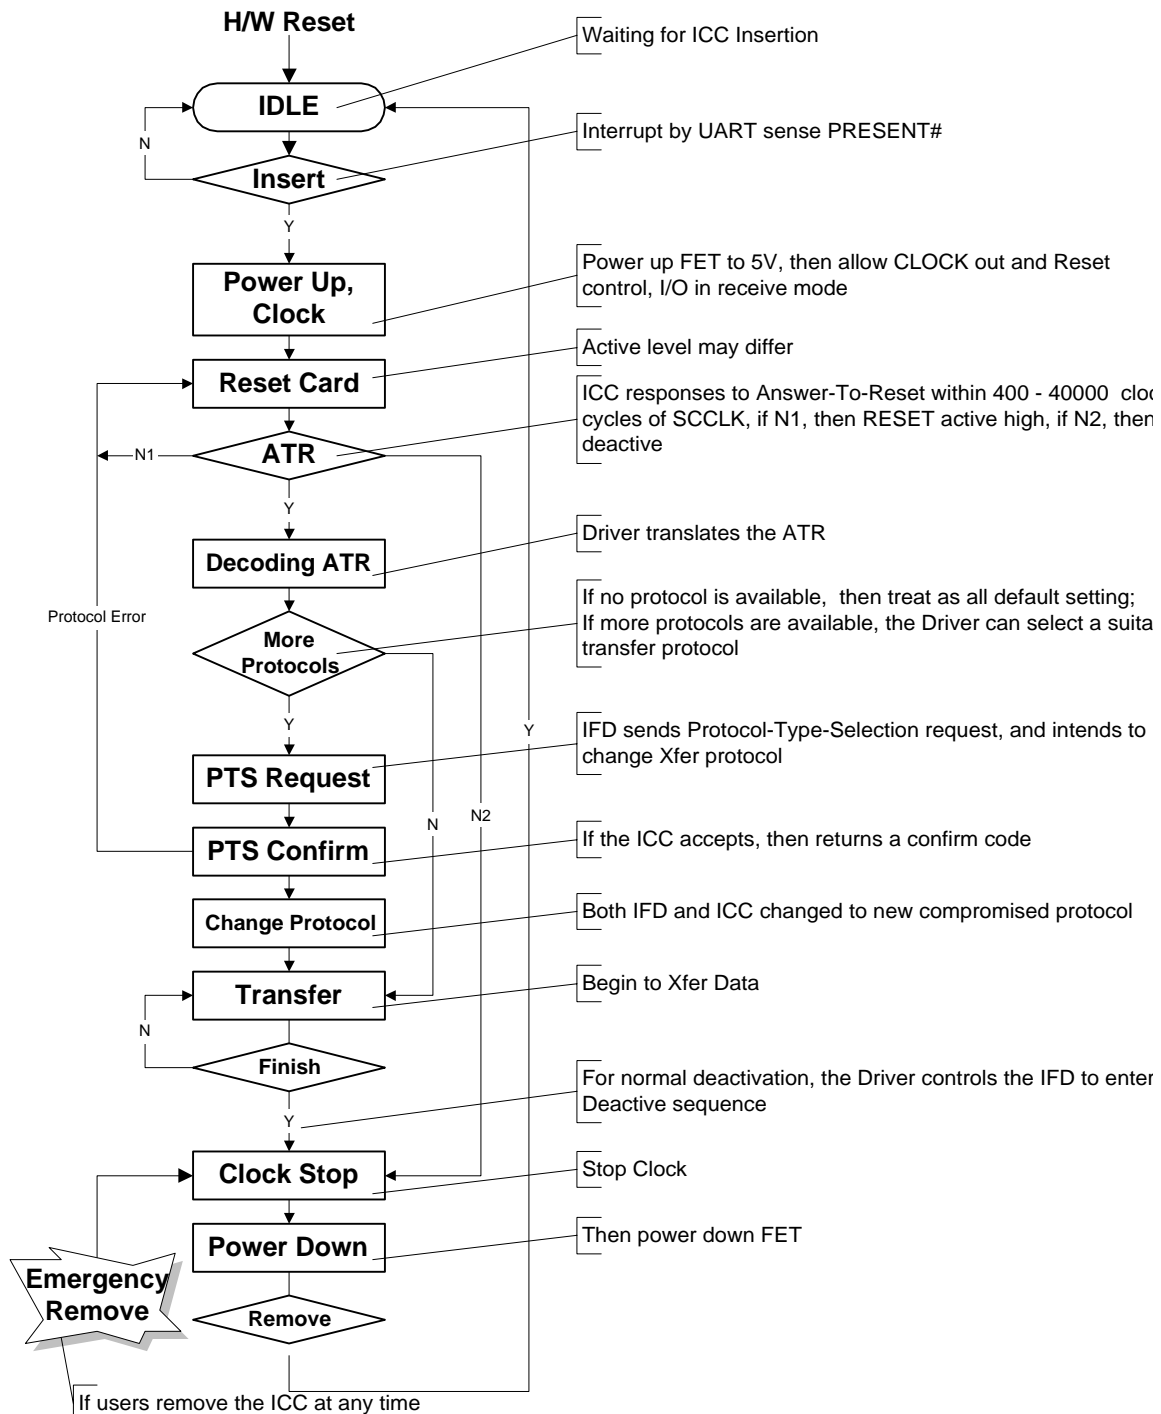 H/W Reset
Waiting for ICC Insertion
IDLE
Interrupt by UART sense PRESENT#
N
Insert
Y
Power Up,
Clock
Power up FET to 5V, then allow CLOCK out and Reset
control, I/O in receive mode
Active level may differ
Reset Card
ICC responses to Answer-To-Reset within 400 - 40000
cycles of SCCLK, if N1, then RESET active high, if N2, then
deactive
N1
ATR
Y
Driver translates the ATR
Decoding ATR
If no protocol is available, then treat as all default setting;
If more protocols are available, the Driver can select a
transfer protocol
Protocol Error
More
Protocols
Y
Y
IFD sends Protocol-Type-Selection request, and intends to
change Xfer protocol
PTS Request
N
N2
If the ICC accepts, then returns a confirm code
PTS Confirm
Both IFD and ICC changed to new compromised protocol
Change Protocol
Begin to Xfer Data
Transfer
N
Finish
For normal deactivation, the Driver controls the IFD to enter
Deactive sequence
Y
Clock Stop
Stop Clock
Power Down
Then power down FET
Emergency
Remove
Remove
If users remove the ICC at any time